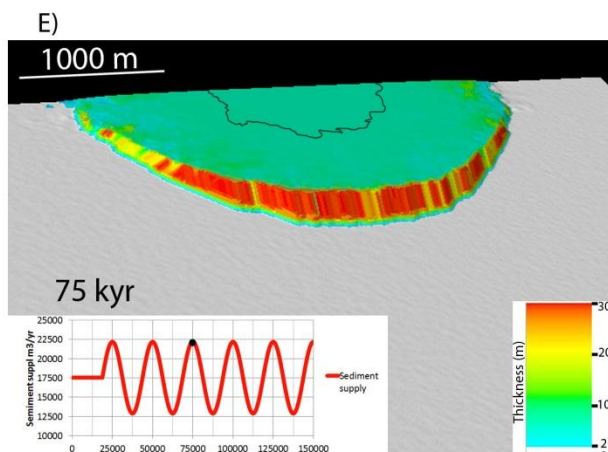 E)
1000 m
75 kyr
Semiment suppl m3/yr
25000
22500
20000
17500
15000
12500
10000
0 25000 50000 75000 100000 125000 150000
Sediment supply
Thickness (m)
30
20
10
2